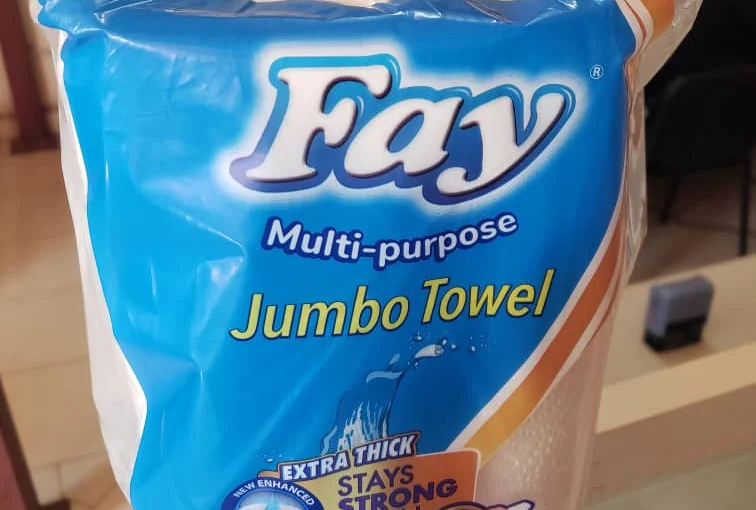 Fay®
Multi-purpose
Jumbo Towel
EXTRA THICK
NEW ENHANCED
STAYS
STRONG